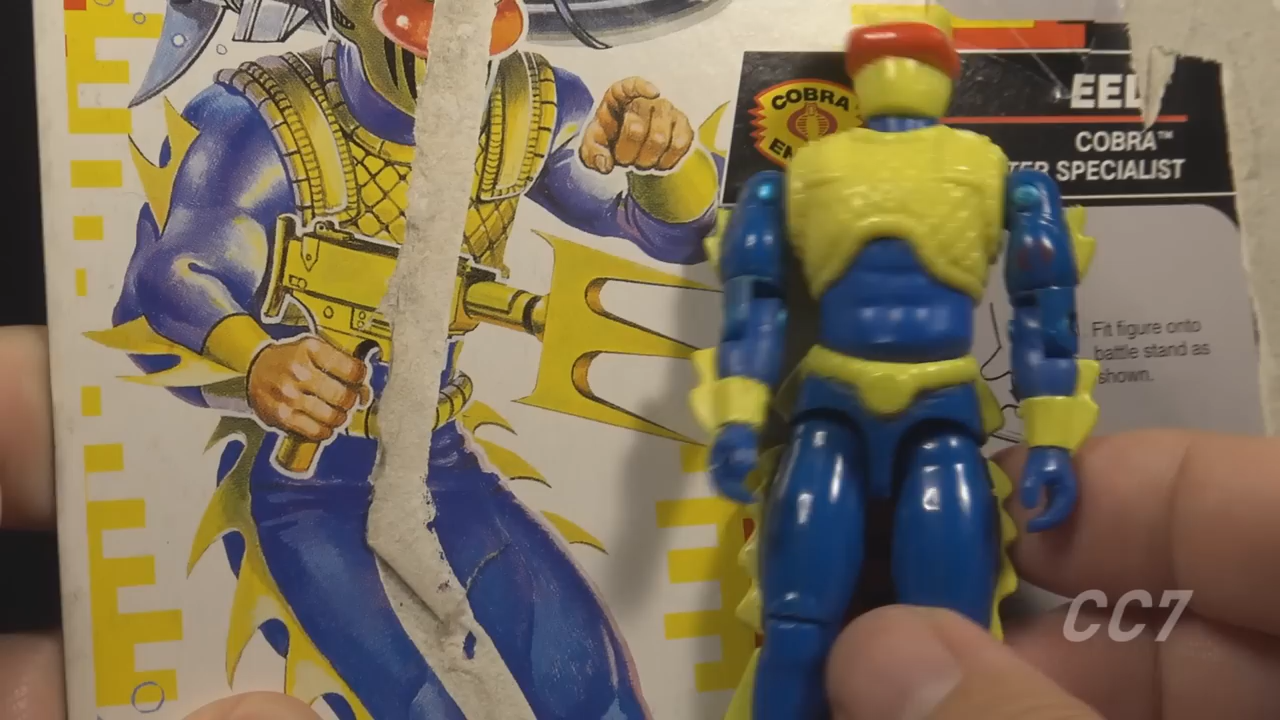 COBRA
EEL
COBRA™
SPECIALIST
Fit figure onto
battle stand as
shown.
CC7